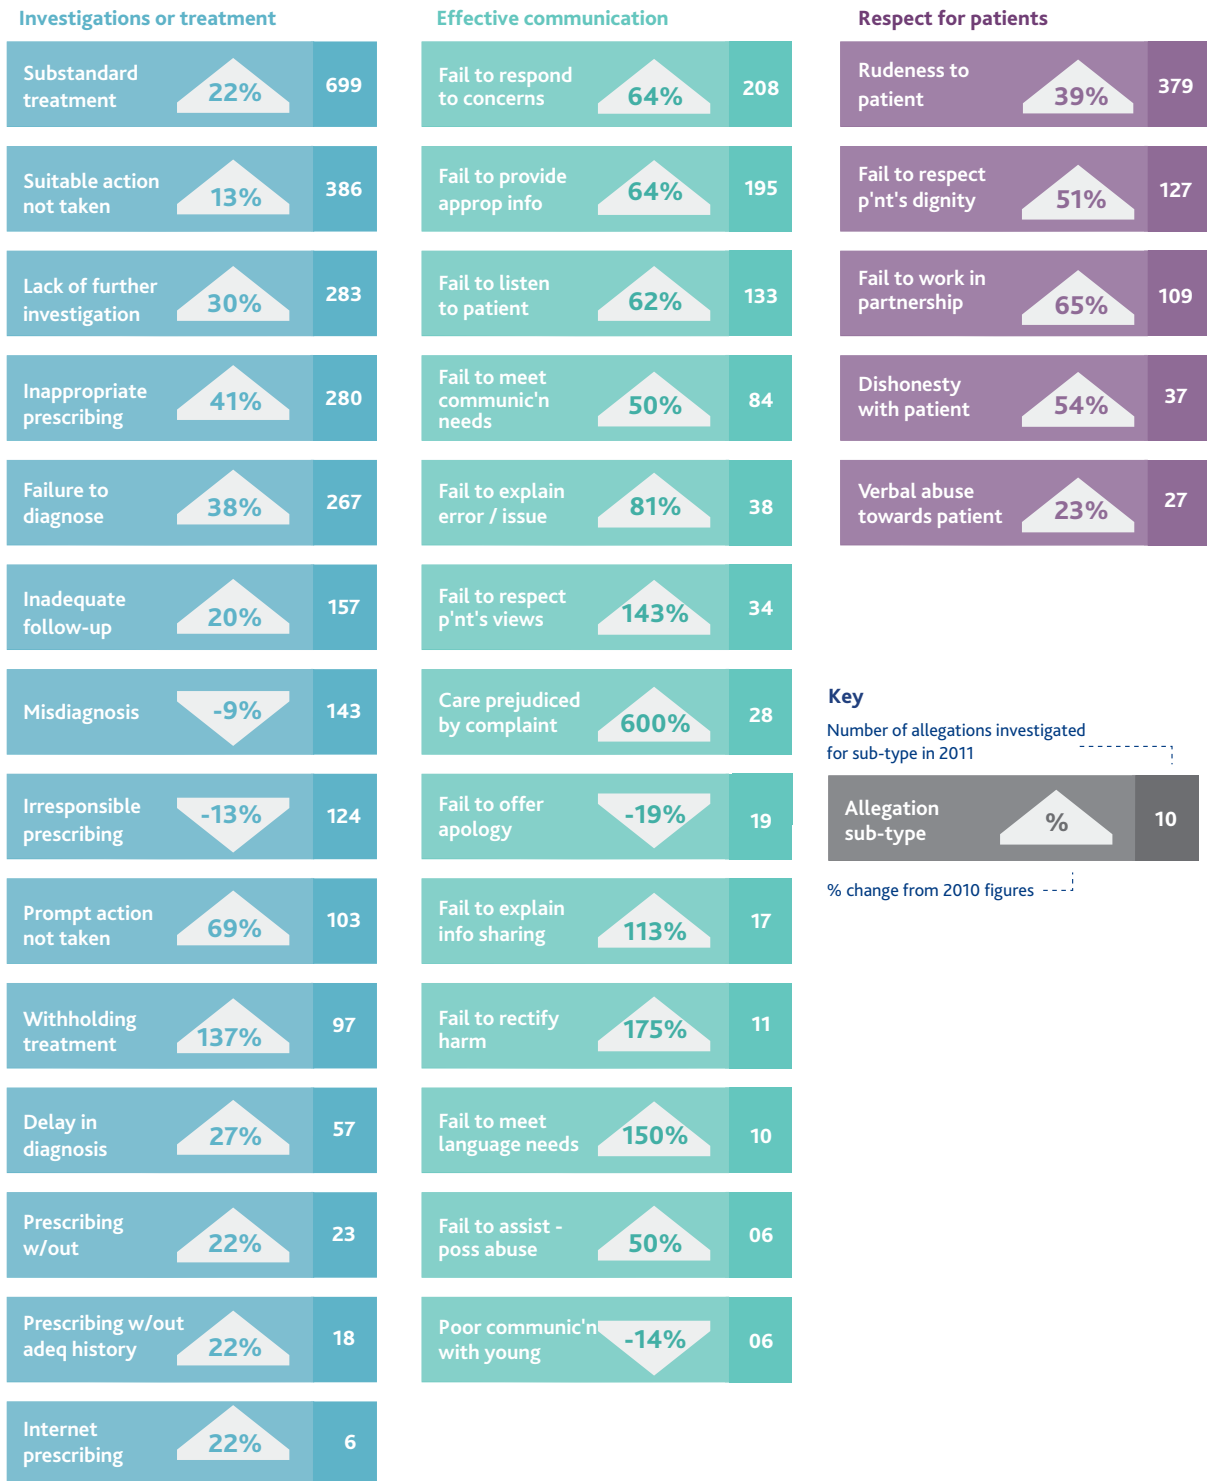 Investigations or treatment
Substandard
treatment
22%
699
Suitable action
not taken
13%
386
Lack of further
investigation
30%
283
Inappropriate
prescribing
41%
280
Failure to
diagnose
38%
267
Inadequate
follow-up
20%
157
Misdiagnosis
-9%
143
Irresponsible
prescribing
-13%
124
Prompt action
not taken
69%
103
Withholding
treatment
137%
97
Delay in
diagnosis
27%
57
Prescribing
w/out
22%
23
Prescribing w/out
adeq history
22%
18
Internet
prescribing
22%
6
Effective communication
Fail to respond
to concerns
64%
208
Fail to provide
approp info
64%
195
Fail to listen
to patient
62%
133
Fail to meet
communic'n
needs
50%
84
Fail to explain
error / issue
81%
38
Fail to respect
p'nt's views
143%
34
Care prejudiced
by complaint
600%
28
Fail to offer
apology
-19%
19
Fail to explain
info sharing
113%
17
Fail to rectify
harm
175%
11
Fail to meet
language needs
150%
10
Fail to assist -
poss abuse
50%
06
Poor communic'n
with young
-14%
06
Respect for patients
Rudeness to
patient
39%
379
Fail to respect
p'nt's dignity
51%
127
Fail to work in
partnership
65%
109
Dishonesty
with patient
54%
37
Verbal abuse
towards patient
23%
27
Key
Number of allegations investigated
for sub-type in 2011
Allegation
sub-type
%
10
% change from 2010 figures